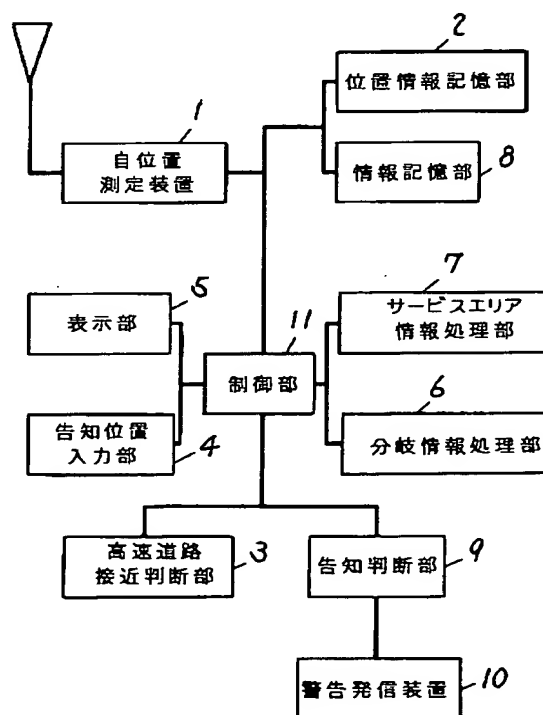 2
位置情報記憶部
1
自位置
測定装置
8
情報記憶部
5
表示部
11
制御部
7
サービスエリア
情報処理部
告知位置
入力部
4
6
分岐情報処理部
高速道路
接近判断部
3
告知判断部
9
警告発信装置
10